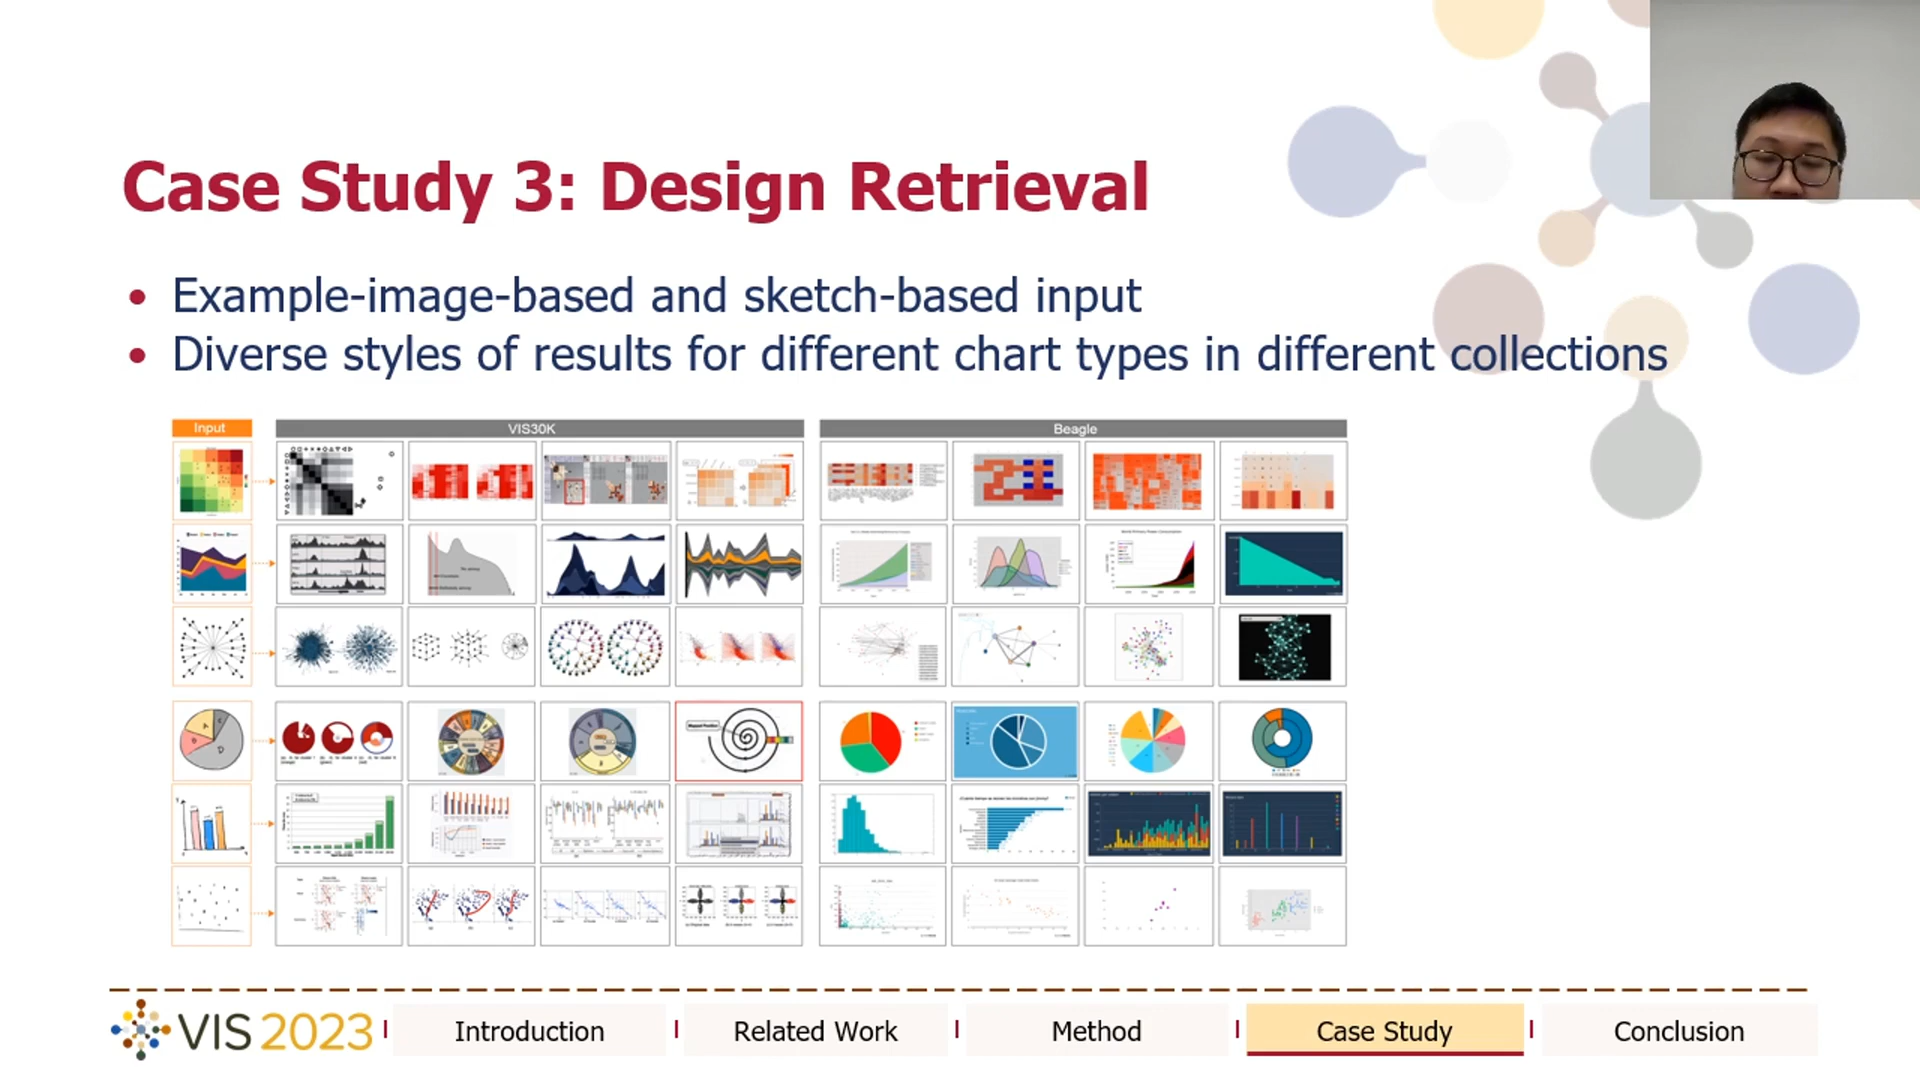 Case Study 3: Design Retrieval
• Example-image-based and sketch-based input
• Diverse styles of results for different chart types in different collections
Input
VIS30K
Beagle
A
B
C
D
VIS 2023
Introduction
Related Work
Method
Case Study
Conclusion